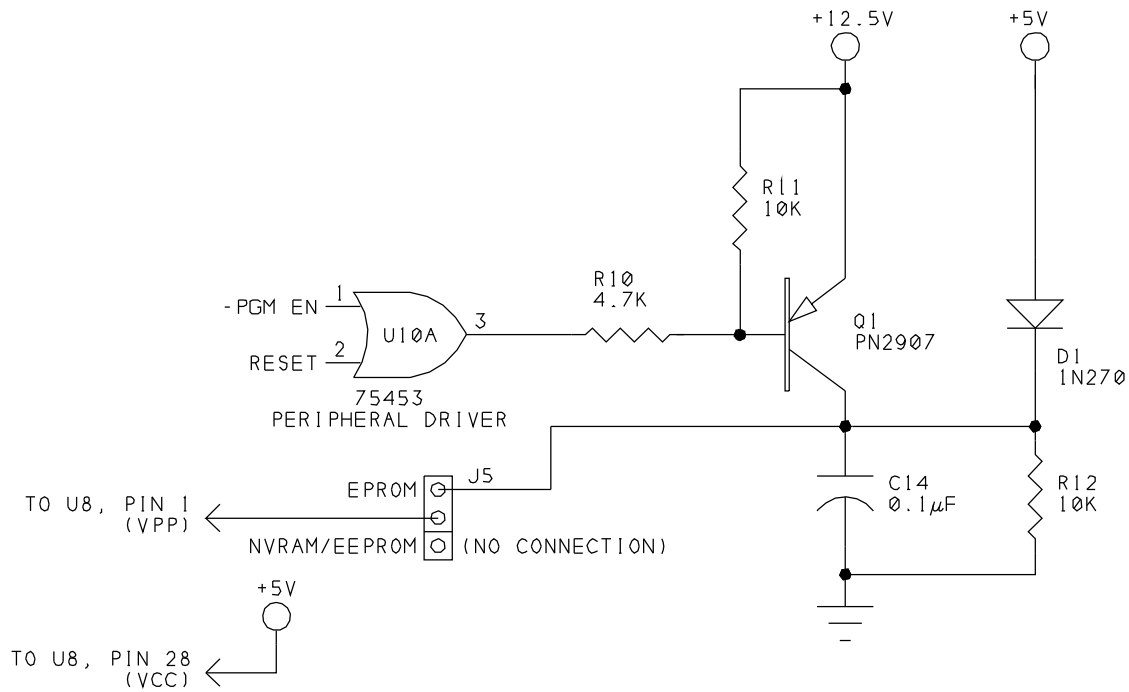 +12.5V
+5V
R11
10K
R10
4.7K
-PGM EN
1
U10A
3
RESET
2
75453
PERIPHERAL DRIVER
Q1
PN2907
D1
1N270
J5
EPROM
TO U8, PIN 1
(VPP)
NVRAM/EEPROM
(NO CONNECTION)
C14
0.1µF
R12
10K
+5V
TO U8, PIN 28
(VCC)